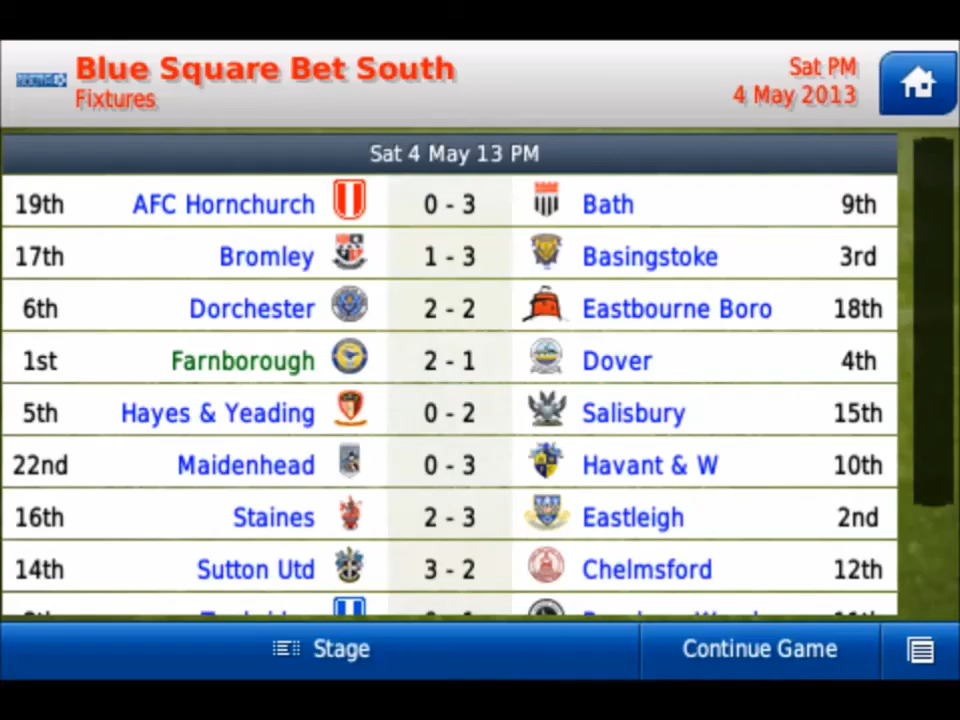 Blue Square Bet South
Fixtures
Sat PM
4 May 2013
Sat 4 May 13 PM
19th AFC Hornchurch 0 - 3 Bath 9th
17th Bromley 1 - 3 Basingstoke 3rd
6th Dorchester 2 - 2 Eastbourne Boro 18th
1st Farnborough 2 - 1 Dover 4th
5th Hayes & Yeading 0 - 2 Salisbury 15th
22nd Maidenhead 0 - 3 Havant & W 10th
16th Staines 2 - 3 Eastleigh 2nd
14th Sutton Utd 3 - 2 Chelmsford 12th
Stage Continue Game